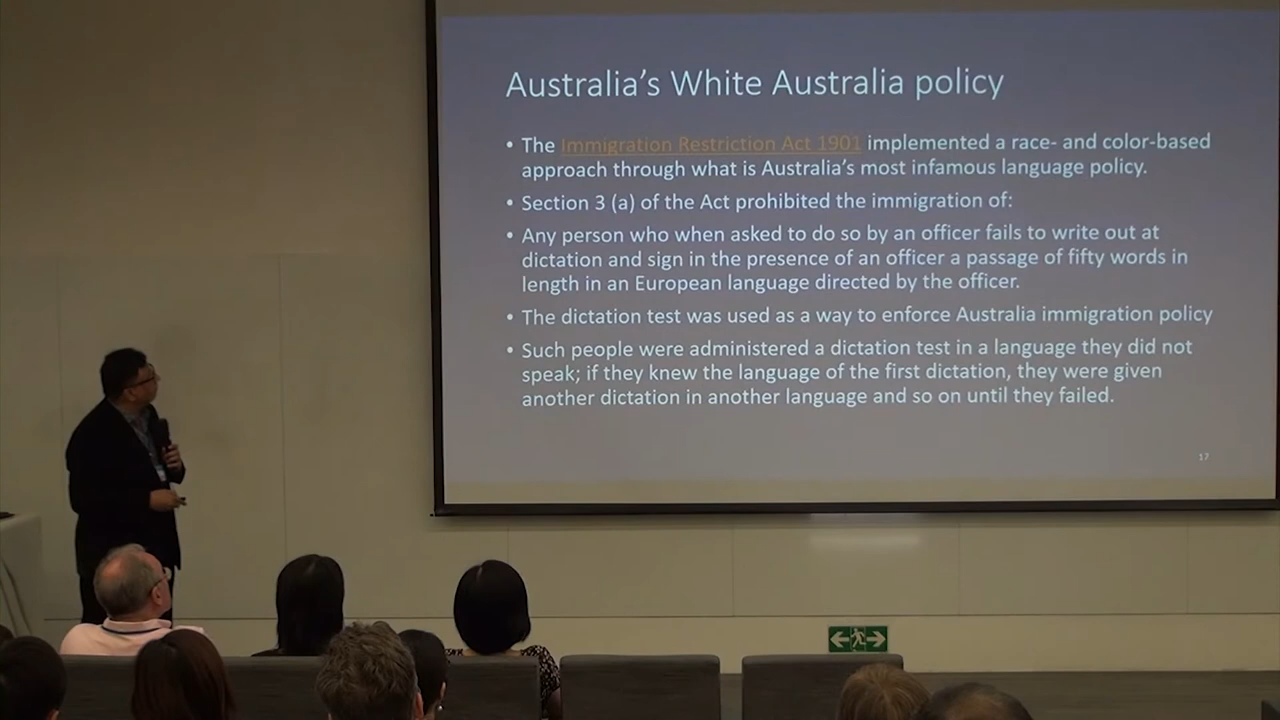 Australia's White Australia policy
• The Immigration Restriction Act 1901 implemented a race- and color-based
approach through what is Australia's most infamous language policy.
• Section 3 (a) of the Act prohibited the immigration of:
• Any person who when asked to do so by an officer fails to write out at
dictation and sign in the presence of an officer a passage of fifty words in
length in an European language directed by the officer.
• The dictation test was used as a way to enforce Australia immigration policy
• Such people were administered a dictation test in a language they did not
speak; if they knew the language of the first dictation, they were given
another dictation in another language and so on until they failed.
17